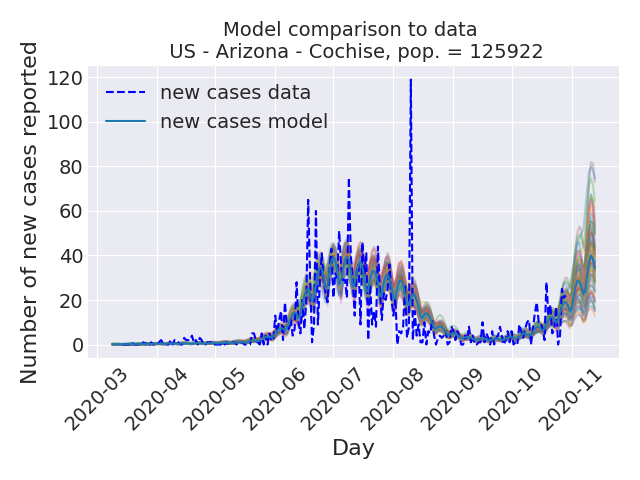 Model comparison to data
US - Arizona - Cochise, pop. = 125922
Number of new cases reported
120
100
80
60
40
20
0
new cases data
new cases model
2020-03
2020-04
2020-05
2020-06
2020-07
2020-08
2020-09
2020-10
2020-11
Day